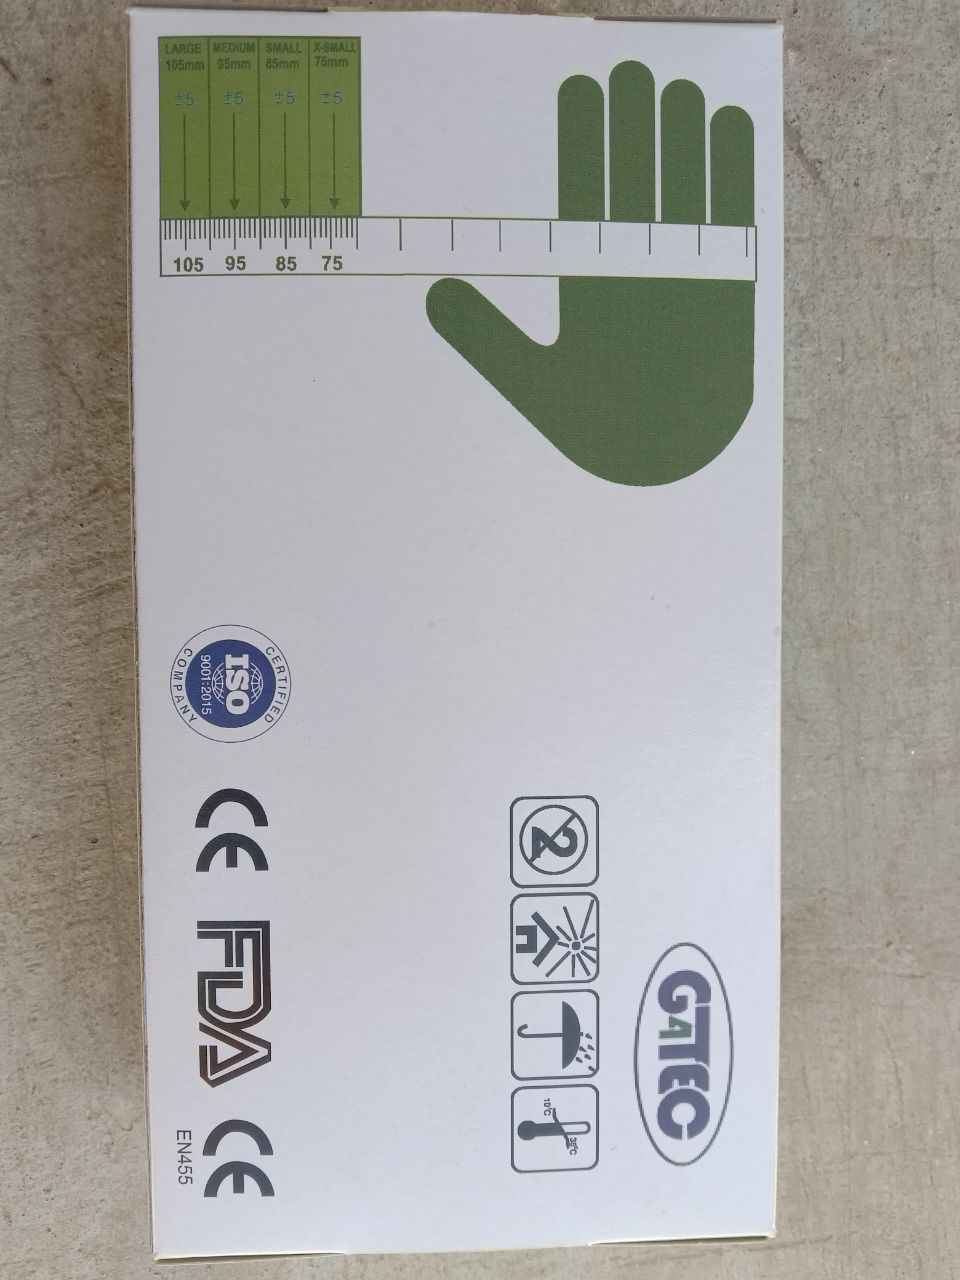 G4TEC
2
35°C
10°C
X-SMALL
75mm
±5
75
SMALL
85mm
±5
85
MEDIUM
95mm
±5
95
LARGE
105mm
±5
105
CERTIFIED
ISO
9001:2015
COMPANY
CE
FDA
CE
EN455